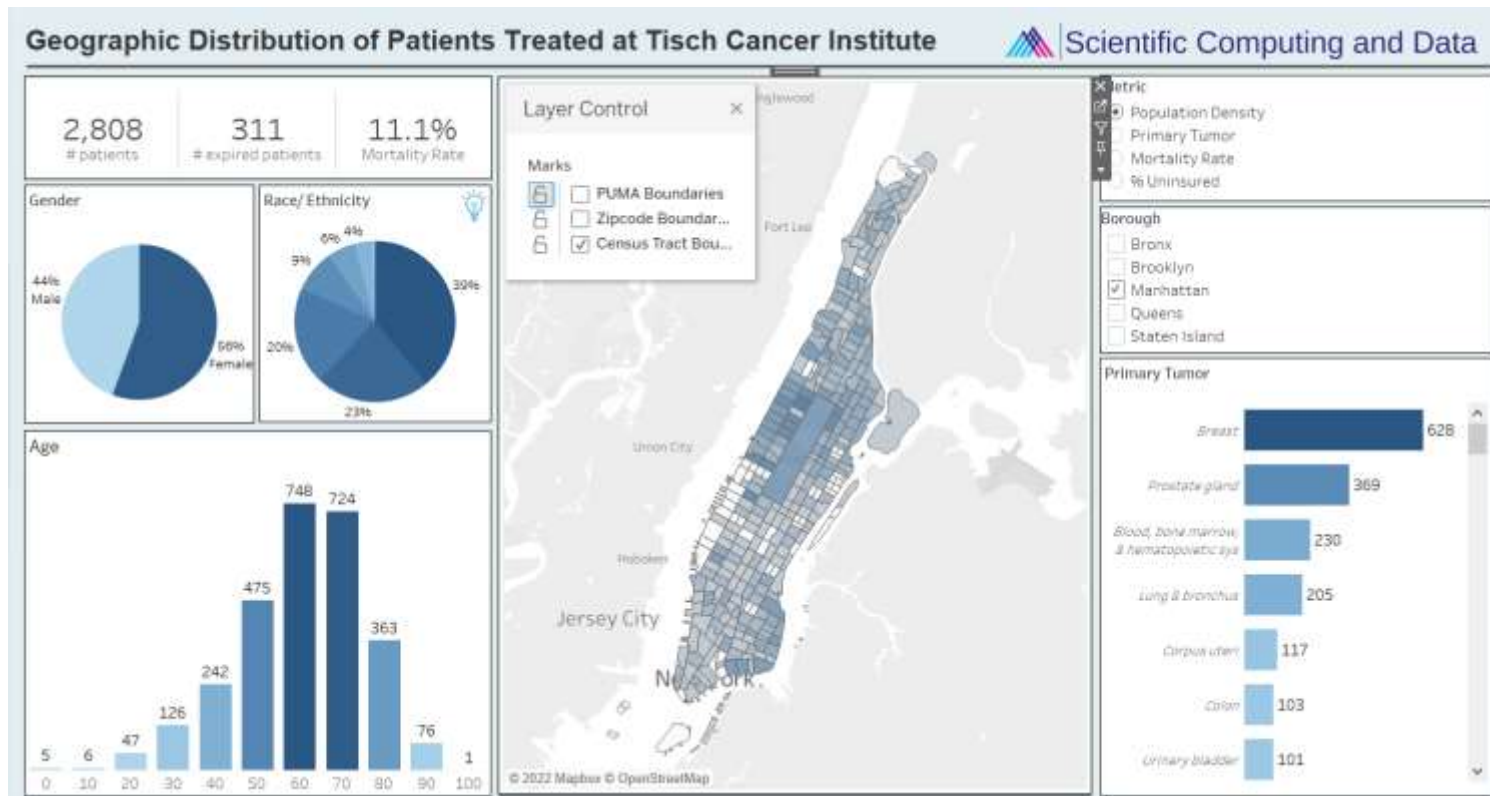 Geographic Distribution of Patients Treated at Tisch Cancer Institute
Scientific Computing and Data
2,808
# patients
311
# expired patients
11.1%
Mortality Rate
Gender
44%
Male
56%
Female
Race/ Ethnicity
4%
6%
9%
20%
23%
39%
Age
5
6
47
126
242
475
748
724
363
76
1
0
10
20
30
40
50
60
70
80
90
100
Layer Control
Marks
PUMA Boundaries
Zipcode Boundar...
Census Tract Bou...
Englewood
Fort Lee
Union City
Hoboken
Jersey City
New York
© 2022 Mapbox © OpenStreetMap
Metric
Population Density
Primary Tumor
Mortality Rate
% Uninsured
Borough
Bronx
Brooklyn
Manhattan
Queens
Staten Island
Primary Tumor
Breast
628
Prostate gland
369
Blood, bone marrow,
& hematopoietic sys
230
Lung & bronchus
205
Corpus uteri
117
Colon
103
Urinary bladder
101